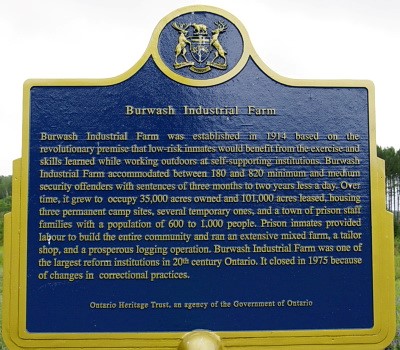 Burwash Industrial Farm
Burwash Industrial Farm was established in 1914 based on the
revolutionary premise that low-risk inmates would benefit from the exercise and
skills learned while working outdoors at self-supporting institutions. Burwash
Industrial Farm accommodated between 180 and 820 minimum and medium
security offenders with sentences of three months to two years less a day. Over
time, it grew to occupy 35,000 acres owned and 101,000 acres leased, housing
three permanent camp sites, several temporary ones, and a town of prison staff
families with a population of 600 to 1,000 people. Prison inmates provided
labour to build the entire community and ran an extensive mixed farm, a tailor
shop, and a prosperous logging operation. Burwash Industrial Farm was one of
the largest reform institutions in 20th century Ontario. It closed in 1975 because
of changes in correctional practices.
Ontario Heritage Trust, an agency of the Government of Ontario